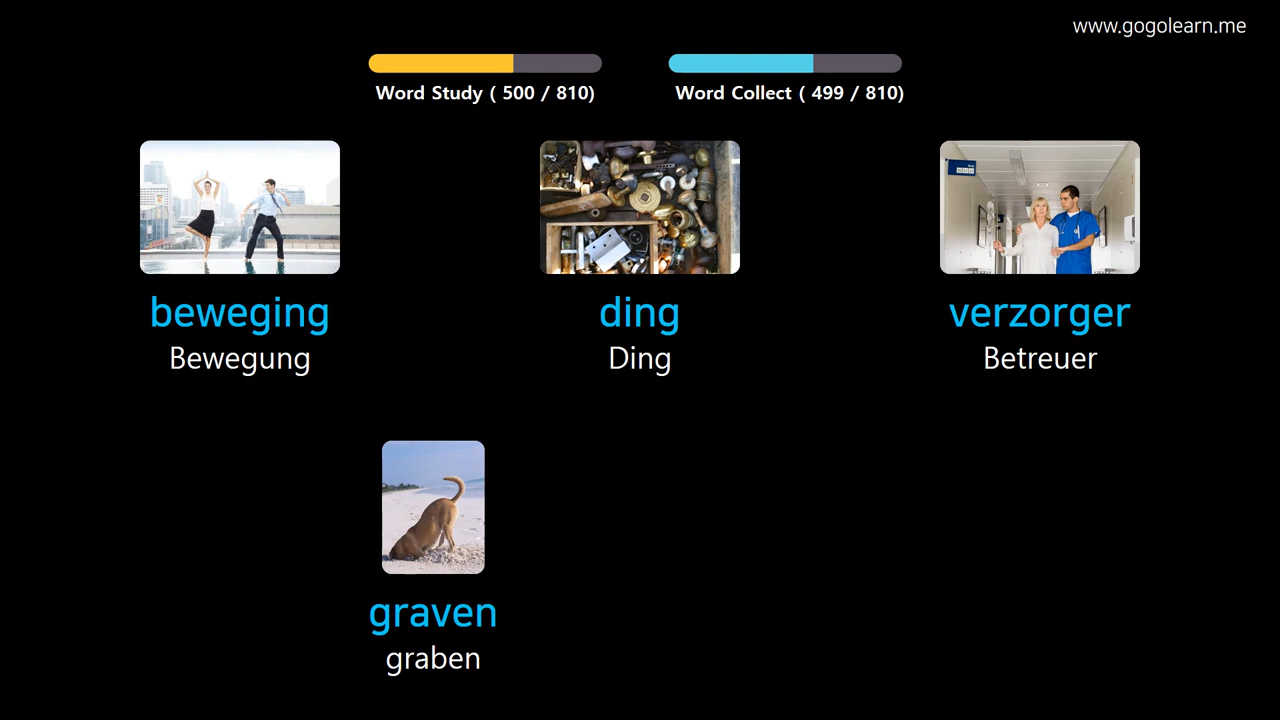 www.gogolearn.me
Word Study ( 500 / 810)
Word Collect ( 499 / 810)
beweging
Bewegung
ding
Ding
verzorger
Betreuer
graven
graben